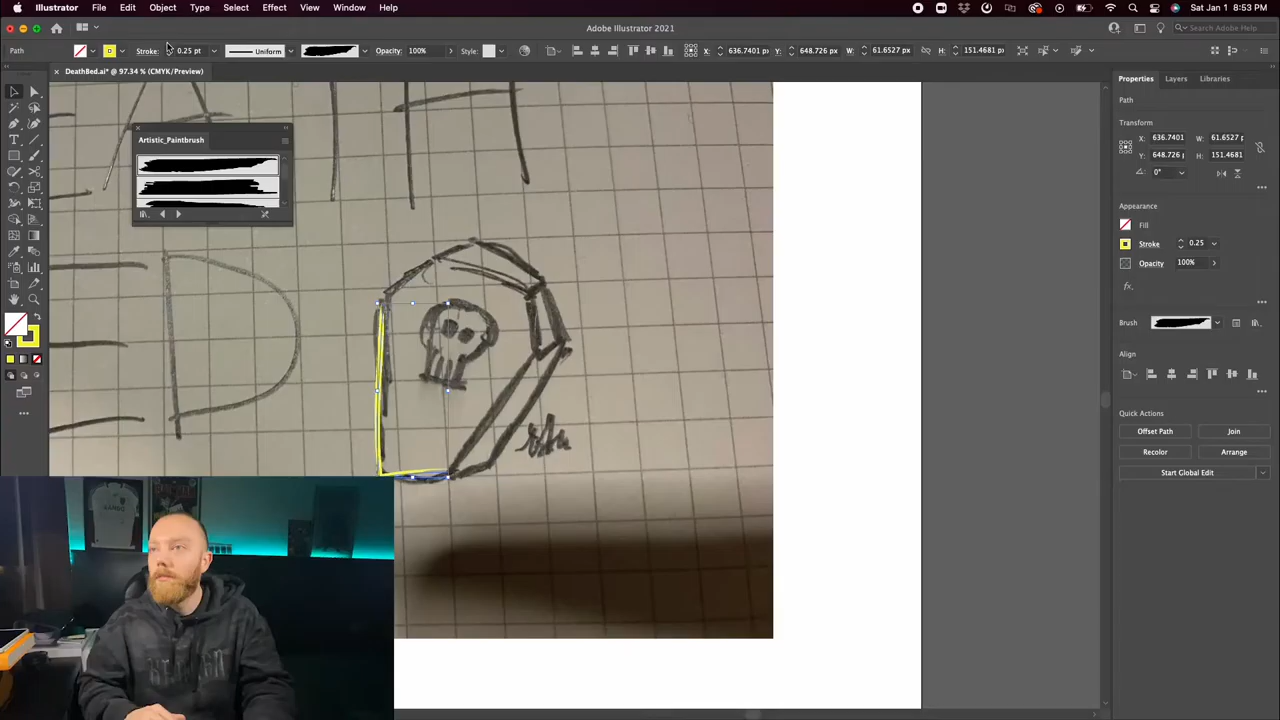 Illustrator File Edit Object Type Select Effect View Window Help
Sat Jan 1 8:53 PM
Adobe Illustrator 2021
Search Adobe Help
Path
Stroke:
0.25 pt
Uniform
Opacity:
100%
Style:
X:
636.7401
Y:
648.726 px
W:
61.6527 px
H:
151.4681
DeathBed.ai* @ 97.34 % (CMYK/Preview)
Properties Layers Libraries
Path
Transform
X: 636.7401 W: 61.6527
Y: 648.726 p H: 151.4681
0°
Appearance
Fill
Stroke 0.25
Opacity 100%
fx.
Brush
Align
Quick Actions
Offset Path Join
Recolor Arrange
Start Global Edit
Artistic_Paintbrush
A T H
D